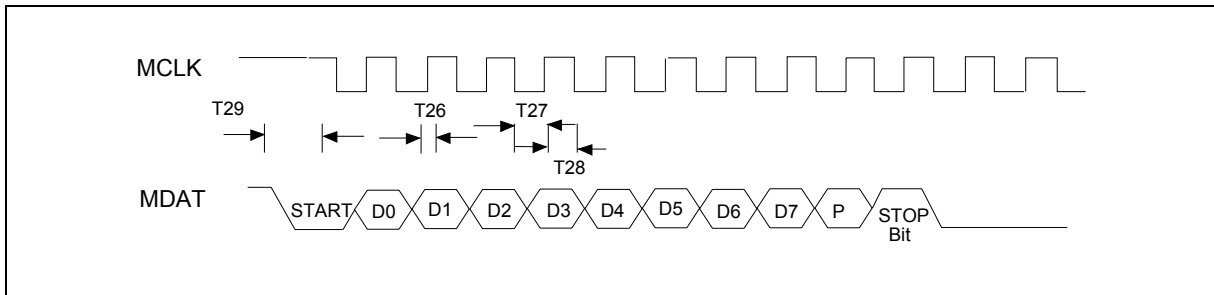 MCLK
T29
T26
T27
T28
MDAT
START D0 D1 D2 D3 D4 D5 D6 D7 P STOP
Bit